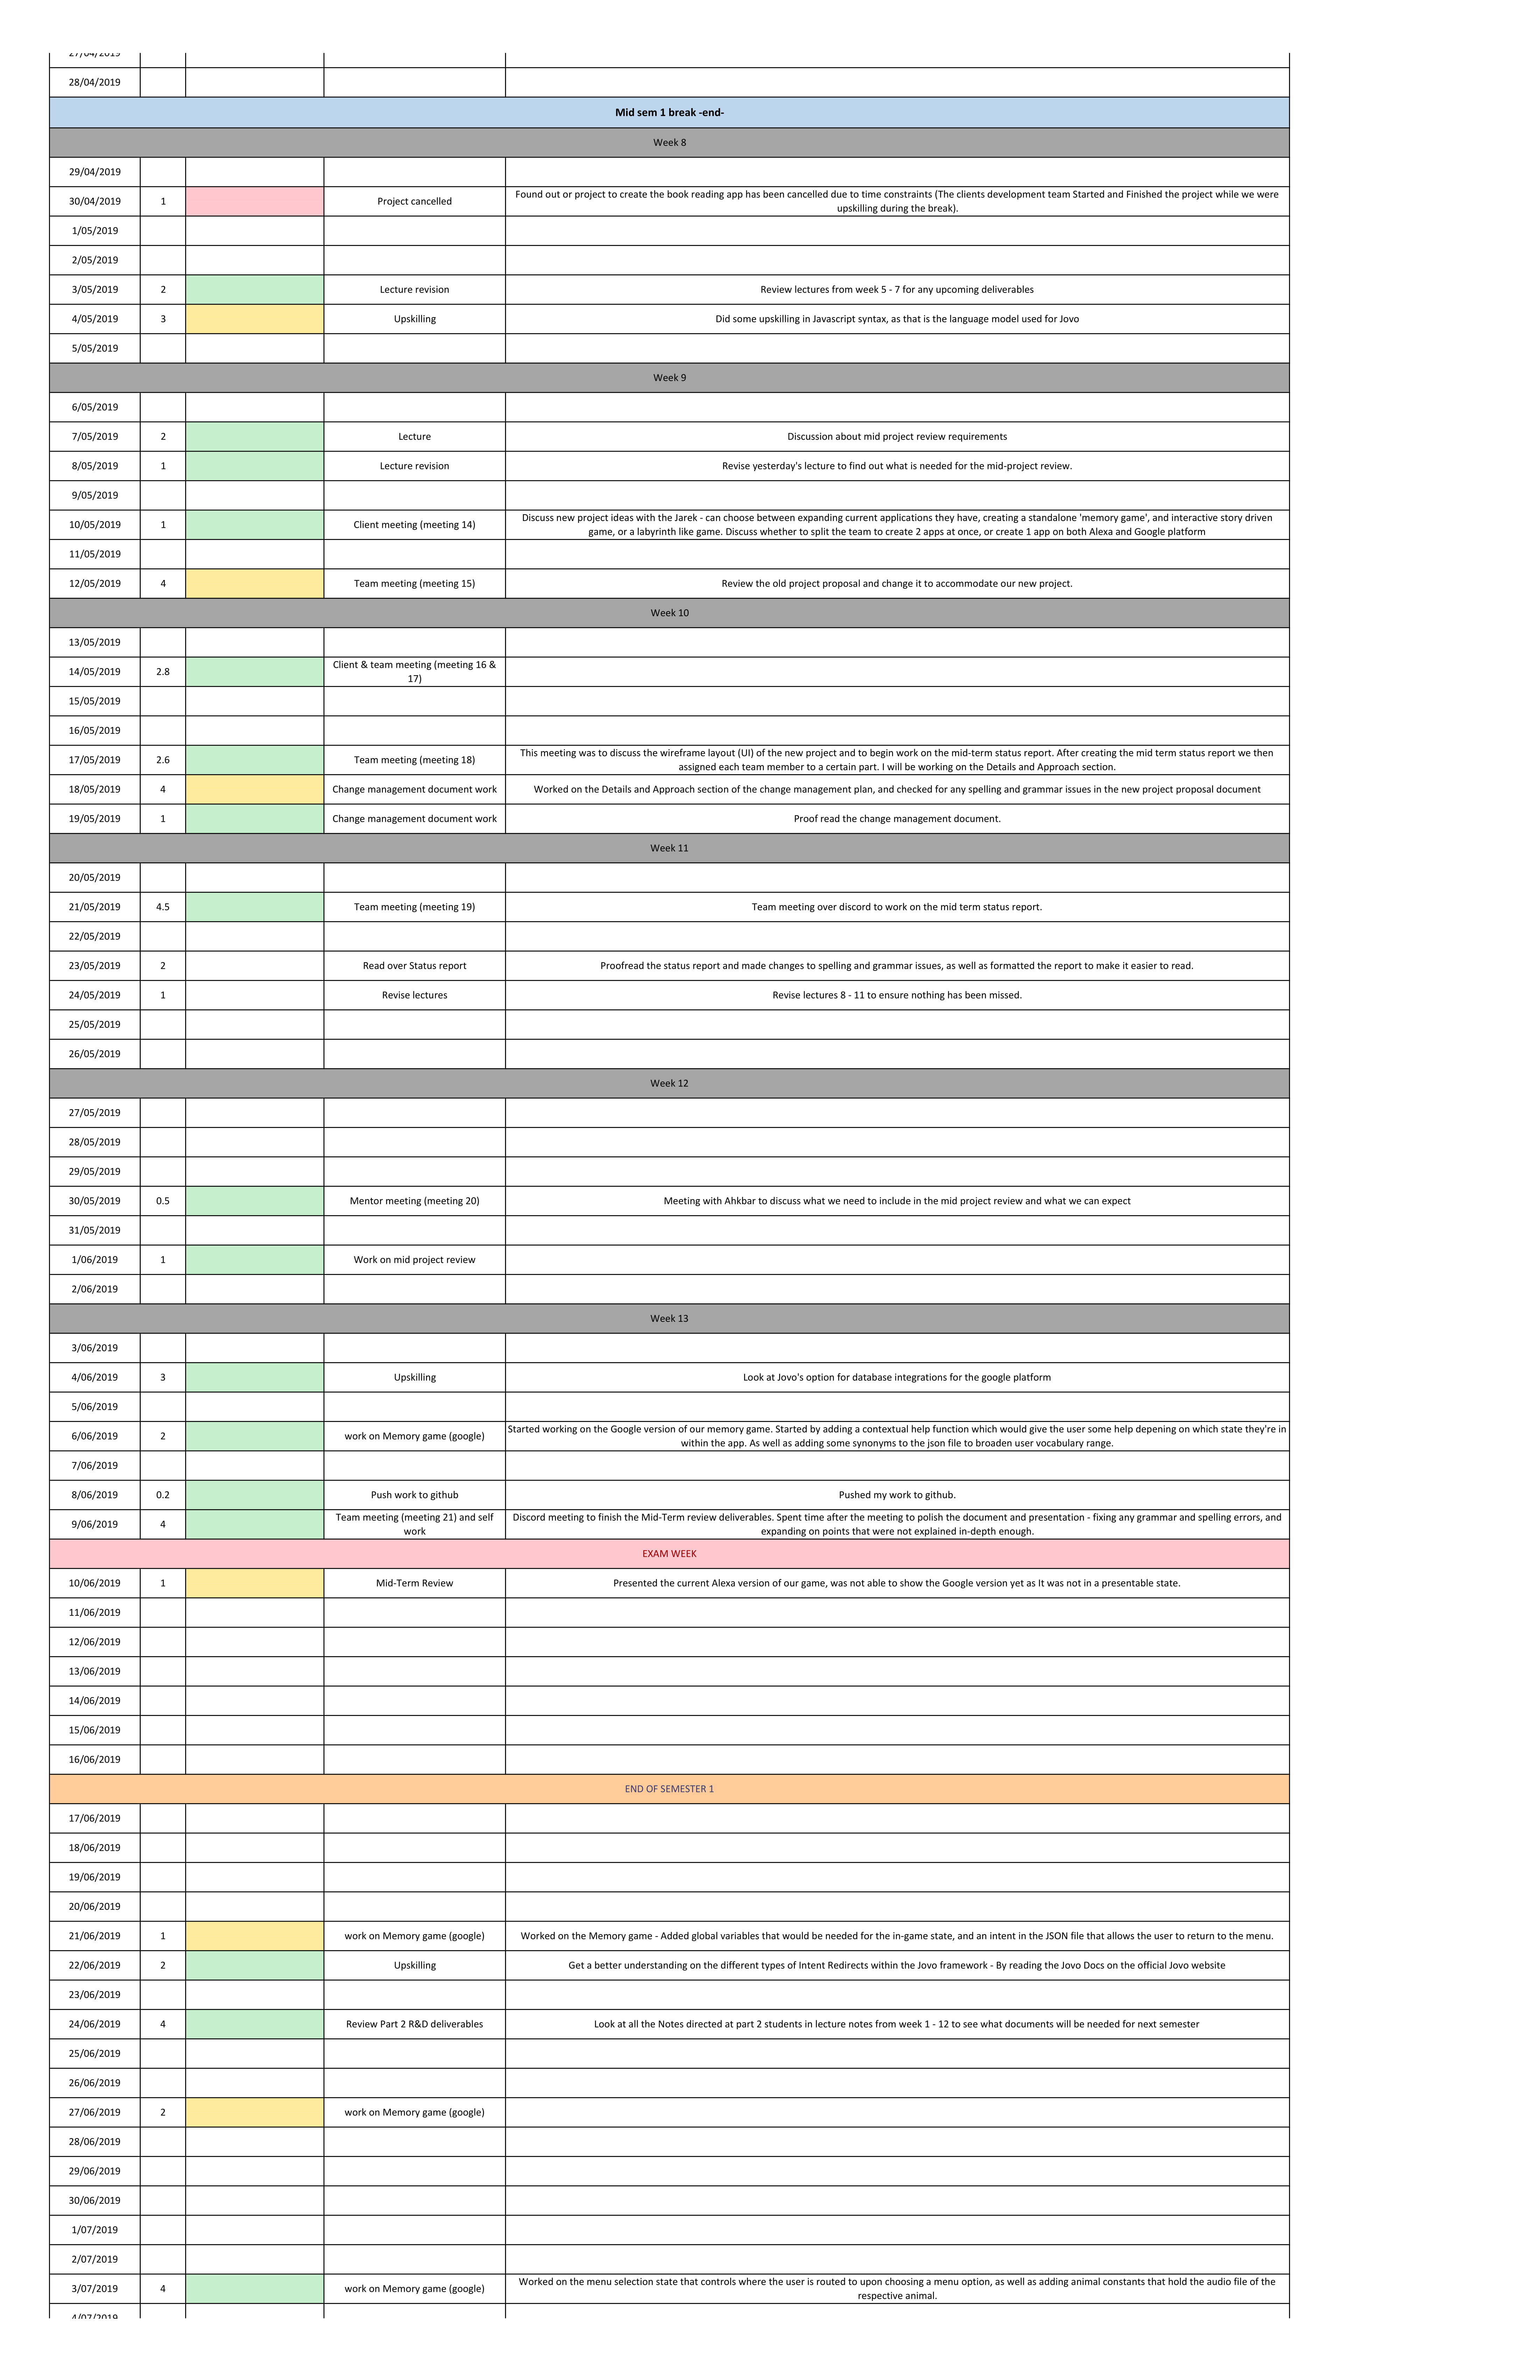 27/04/2019
28/04/2019
Mid sem 1 break -end-
Week 8
29/04/2019
30/04/2019 1 Project cancelled Found out or project to create the book reading app has been cancelled due to time constraints (The clients development team Started and Finished the project while we were
upskilling during the break).
1/05/2019
2/05/2019
3/05/2019 2 Lecture revision Review lectures from week 5 - 7 for any upcoming deliverables
4/05/2019 3 Upskilling Did some upskilling in Javascript syntax, as that is the language model used for Jovo
5/05/2019
Week 9
6/05/2019
7/05/2019 2 Lecture Discussion about mid project review requirements
8/05/2019 1 Lecture revision Revise yesterday's lecture to find out what is needed for the mid-project review.
9/05/2019
10/05/2019 1 Client meeting (meeting 14) Discuss new project ideas with the Jarek - can choose between expanding current applications they have, creating a standalone 'memory game', and interactive story driven
game, or a labyrinth like game. Discuss whether to split the team to create 2 apps at once, or create 1 app on both Alexa and Google platform
11/05/2019
12/05/2019 4 Team meeting (meeting 15) Review the old project proposal and change it to accommodate our new project.
Week 10
13/05/2019
14/05/2019 2.8 Client & team meeting (meeting 16 &
17)
15/05/2019
16/05/2019
17/05/2019 2.6 Team meeting (meeting 18) This meeting was to discuss the wireframe layout (UI) of the new project and to begin work on the mid-term status report. After creating the mid term status report we then
assigned each team member to a certain part. I will be working on the Details and Approach section.
18/05/2019 4 Change management document work Worked on the Details and Approach section of the change management plan, and checked for any spelling and grammar issues in the new project proposal document
19/05/2019 1 Change management document work Proof read the change management document.
Week 11
20/05/2019
21/05/2019 4.5 Team meeting (meeting 19) Team meeting over discord to work on the mid term status report.
22/05/2019
23/05/2019 2 Read over Status report Proofread the status report and made changes to spelling and grammar issues, as well as formatted the report to make it easier to read.
24/05/2019 1 Revise lectures Revise lectures 8 - 11 to ensure nothing has been missed.
25/05/2019
26/05/2019
Week 12
27/05/2019
28/05/2019
29/05/2019
30/05/2019 0.5 Mentor meeting (meeting 20) Meeting with Ahkbar to discuss what we need to include in the mid project review and what we can expect
31/05/2019
1/06/2019 1 Work on mid project review
2/06/2019
Week 13
3/06/2019
4/06/2019 3 Upskilling Look at Jovo's option for database integrations for the google platform
5/06/2019
6/06/2019 2 work on Memory game (google) Started working on the Google version of our memory game. Started by adding a contextual help function which would give the user some help depening on which state they're in
within the app. As well as adding some synonyms to the json file to broaden user vocabulary range.
7/06/2019
8/06/2019 0.2 Push work to github Pushed my work to github.
9/06/2019 4 Team meeting (meeting 21) and self
work Discord meeting to finish the Mid-Term review deliverables. Spent time after the meeting to polish the document and presentation - fixing any grammar and spelling errors, and
expanding on points that were not explained in-depth enough.
EXAM WEEK
10/06/2019 1 Mid-Term Review Presented the current Alexa version of our game, was not able to show the Google version yet as It was not in a presentable state.
11/06/2019
12/06/2019
13/06/2019
14/06/2019
15/06/2019
16/06/2019
END OF SEMESTER 1
17/06/2019
18/06/2019
19/06/2019
20/06/2019
21/06/2019 1 work on Memory game (google) Worked on the Memory game - Added global variables that would be needed for the in-game state, and an intent in the JSON file that allows the user to return to the menu.
22/06/2019 2 Upskilling Get a better understanding on the different types of Intent Redirects within the Jovo framework - By reading the Jovo Docs on the official Jovo website
23/06/2019
24/06/2019 4 Review Part 2 R&D deliverables Look at all the Notes directed at part 2 students in lecture notes from week 1 - 12 to see what documents will be needed for next semester
25/06/2019
26/06/2019
27/06/2019 2 work on Memory game (google)
28/06/2019
29/06/2019
30/06/2019
1/07/2019
2/07/2019
3/07/2019 4 work on Memory game (google) Worked on the menu selection state that controls where the user is routed to upon choosing a menu option, as well as adding animal constants that hold the audio file of the
respective animal.
4/07/2019